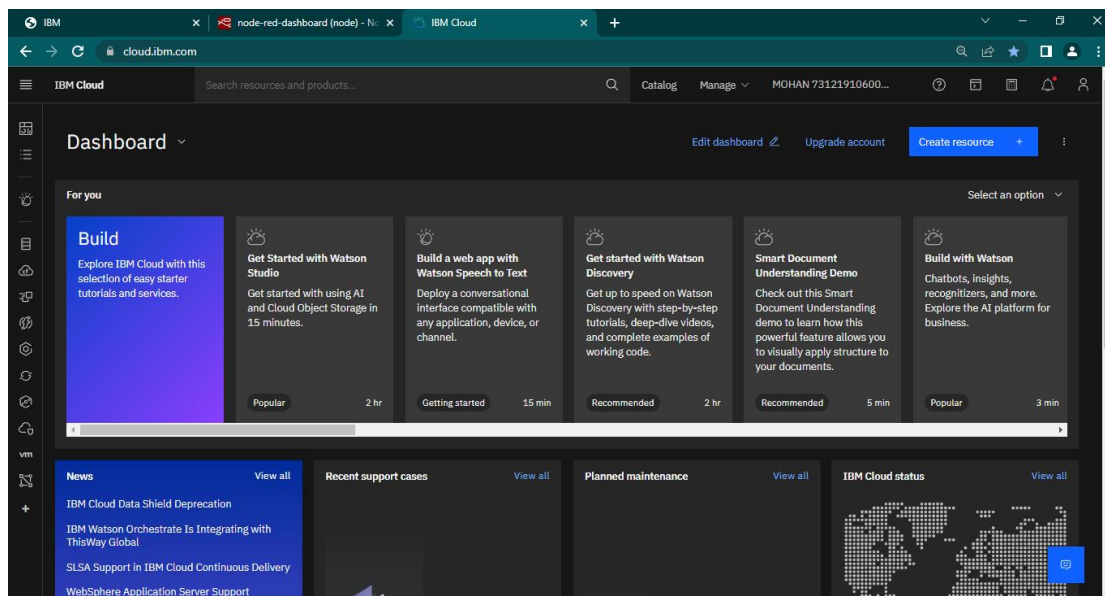 IBM
node-red-dashboard (node) - No
IBM Cloud
cloud.ibm.com
IBM Cloud
Search resources and products...
Catalog
Manage
MOHAN 73121910600...
Dashboard
Edit dashboard
Upgrade account
Create resource +
For you
Select an option
Build
Explore IBM Cloud with this
selection of easy starter
tutorials and services.
Get Started with Watson
Studio
Get started with using AI
and Cloud Object Storage in
15 minutes.
Popular
2 hr
Build a web app with
Watson Speech to Text
Deploy a conversational
interface compatible with
any application, device, or
channel.
Getting started
15 min
Get started with Watson
Discovery
Get up to speed on Watson
Discovery with step-by-step
tutorials, deep-dive videos,
and complete examples of
working code.
Recommended
2 hr
Smart Document
Understanding Demo
Check out this Smart
Document Understanding
demo to learn how this
powerful feature allows you
to visually apply structure to
your documents.
Recommended
5 min
Build with Watson
Chatbots, insights,
recognitizers, and more.
Explore the AI platform for
business.
Popular
3 min
vm
News
View all
IBM Cloud Data Shield Deprecation
IBM Watson Orchestrate Is Integrating with
ThisWay Global
SLSA Support in IBM Cloud Continuous Delivery
WebSphere Application Server Support
Recent support cases
View all
Planned maintenance
View all
IBM Cloud status
View all